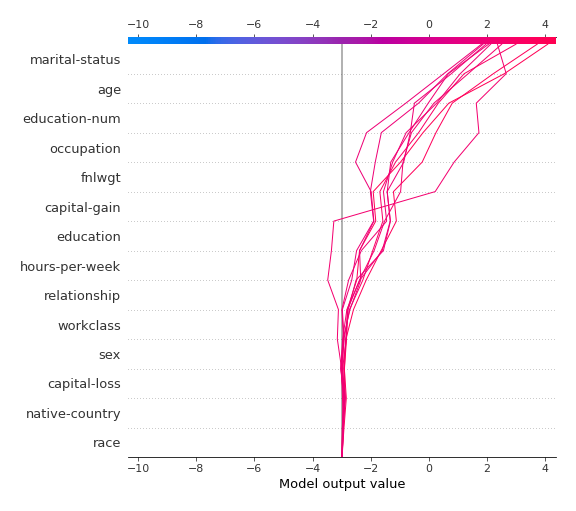 −10 −8 −6 −4 −2 0 2 4
marital-status
age
education-num
occupation
fnlwgt
capital-gain
education
hours-per-week
relationship
workclass
sex
capital-loss
native-country
race
−10 −8 −6 −4 −2 0 2 4
Model output value